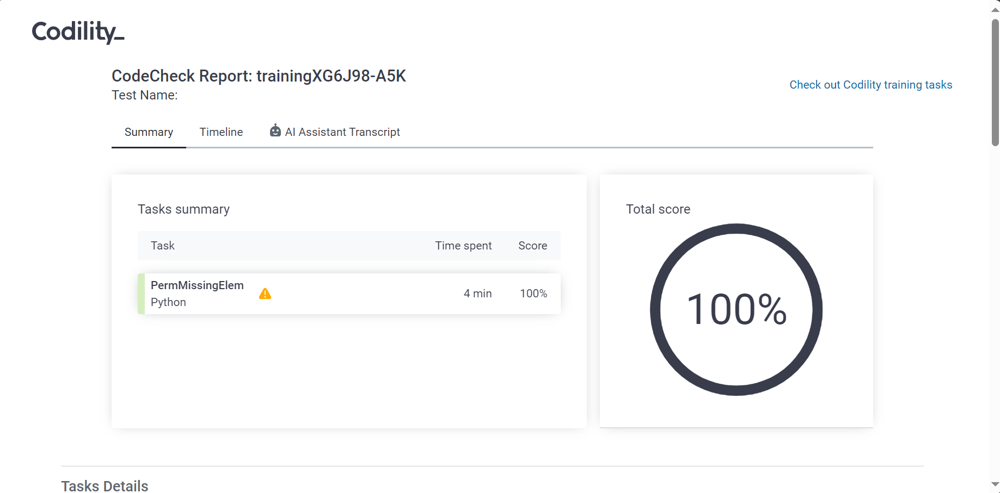 Codility_
CodeCheck Report: trainingXG6J98-A5K
Test Name:
Check out Codility training tasks
Summary
Timeline
AI Assistant Transcript
Tasks summary
Task Time spent Score
PermMissingElem
Python
4 min 100%
Total score
100%
Tasks Details